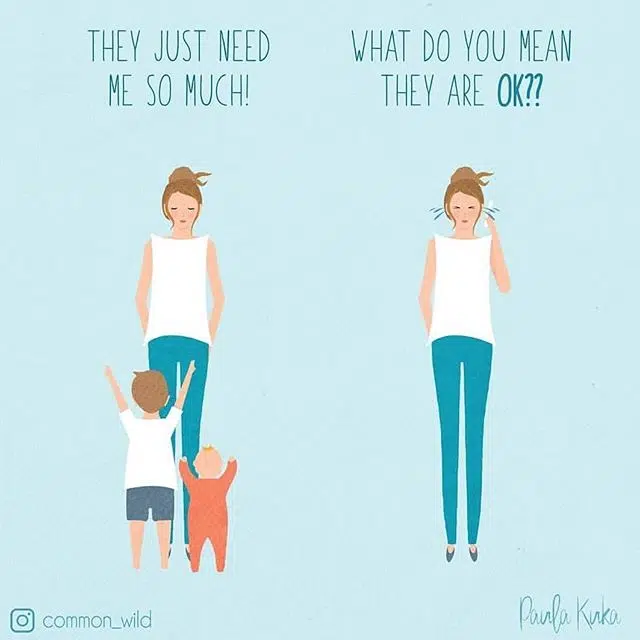 THEY JUST NEED
ME SO MUCH!
WHAT DO YOU MEAN
THEY ARE OK??
common_wild
Paula Kuka